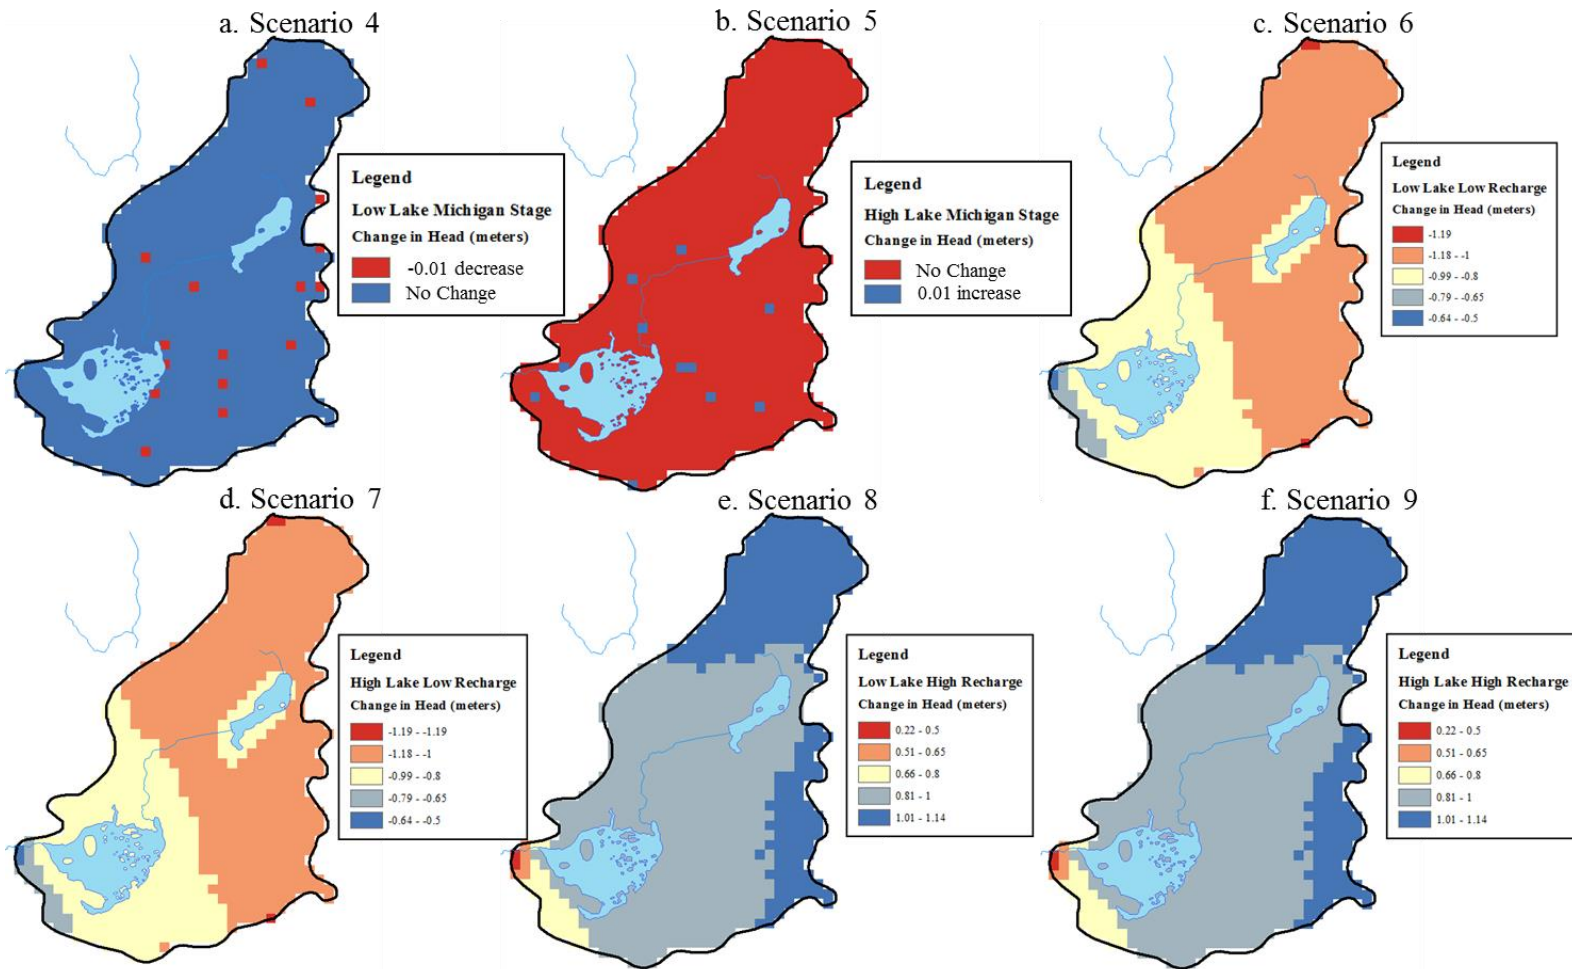 a. Scenario 4
Legend
Low Lake Michigan Stage
Change in Head (meters)
-0.01 decrease
No Change
b. Scenario 5
Legend
High Lake Michigan Stage
Change in Head (meters)
No Change
0.01 increase
c. Scenario 6
Legend
Low Lake Low Recharge
Change in Head (meters)
-1.19
-1.18 - -1
-0.99 - -0.8
-0.79 - -0.65
-0.64 - -0.5
d. Scenario 7
Legend
High Lake Low Recharge
Change in Head (meters)
-1.19 - -1.19
-1.18 - -1
-0.99 - -0.8
-0.79 - -0.65
-0.64 - -0.5
e. Scenario 8
Legend
Low Lake High Recharge
Change in Head (meters)
0.22 - 0.5
0.51 - 0.65
0.66 - 0.8
0.81 - 1
1.01 - 1.14
f. Scenario 9
Legend
High Lake High Recharge
Change in Head (meters)
0.22 - 0.5
0.51 - 0.65
0.66 - 0.8
0.81 - 1
1.01 - 1.14